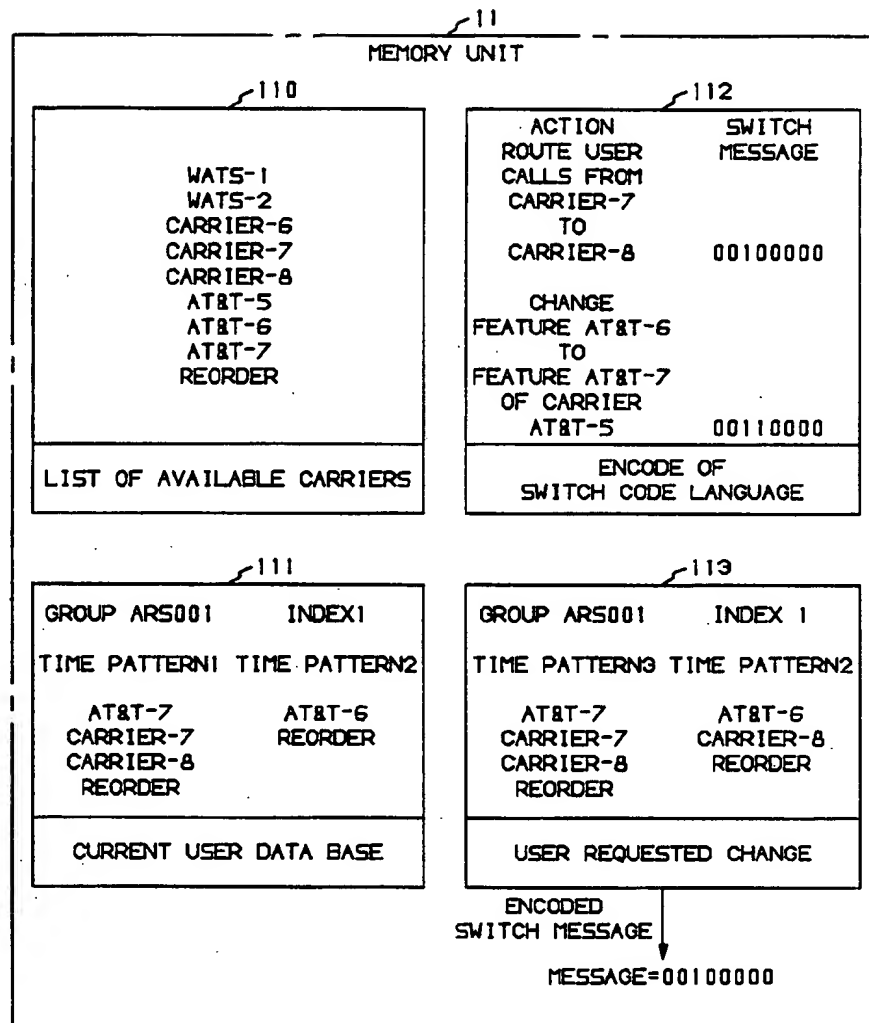 11
MEMORY UNIT
110
WATS-1
WATS-2
CARRIER-6
CARRIER-7
CARRIER-8
AT&T-5
AT&T-6
AT&T-7
REORDER
LIST OF AVAILABLE CARRIERS
112
ACTION SWITCH
ROUTE USER MESSAGE
CALLS FROM
CARRIER-7
TO
CARRIER-8 00100000
CHANGE
FEATURE AT&T-6
TO
FEATURE AT&T-7
OF CARRIER
AT&T-5 00110000
ENCODE OF
SWITCH CODE LANGUAGE
111
GROUP ARS001 INDEX1
TIME PATTERN1 TIME PATTERN2
AT&T-7 AT&T-6
CARRIER-7 REORDER
CARRIER-8
REORDER
CURRENT USER DATA BASE
113
GROUP ARS001 INDEX 1
TIME PATTERN3 TIME PATTERN2
AT&T-7 AT&T-6
CARRIER-7 CARRIER-8
CARRIER-8 REORDER
REORDER
USER REQUESTED CHANGE
ENCODED
SWITCH MESSAGE
MESSAGE=00100000